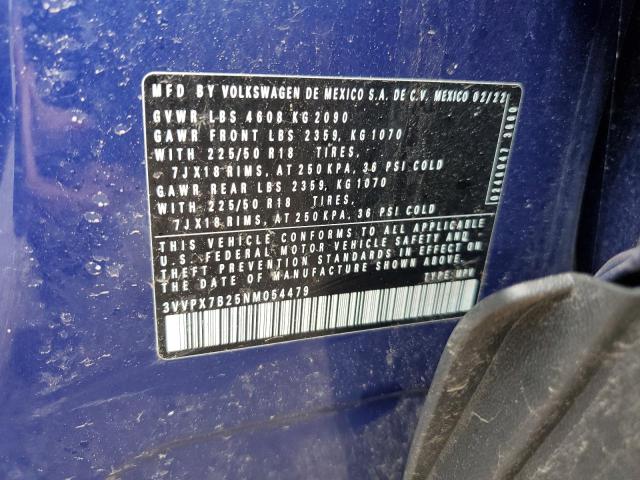 MFD BY VOLKSWAGEN DE MEXICO S.A. DE C.V. MEXICO 02/22
GVWR LBS 4608 KG 2090
GAWR FRONT LBS 2359, KG 1070
WITH 225/50 R18 TIRES,
7JX18 RIMS, AT 250 KPA, 36 PSI COLD
GAWR REAR LBS 2359, KG 1070
WITH 225/50 R18 TIRES,
7JX18 RIMS, AT 250 KPA, 36 PSI COLD
THIS VEHICLE CONFORMS TO ALL APPLICABLE
U.S. FEDERAL MOTOR VEHICLE SAFETY AND
THEFT PREVENTION STANDARDS IN EFFECT ON
DATE OF MANUFACTURE SHOWN ABOVE.
3VVPX7B25NM054479
TYPE: MPV